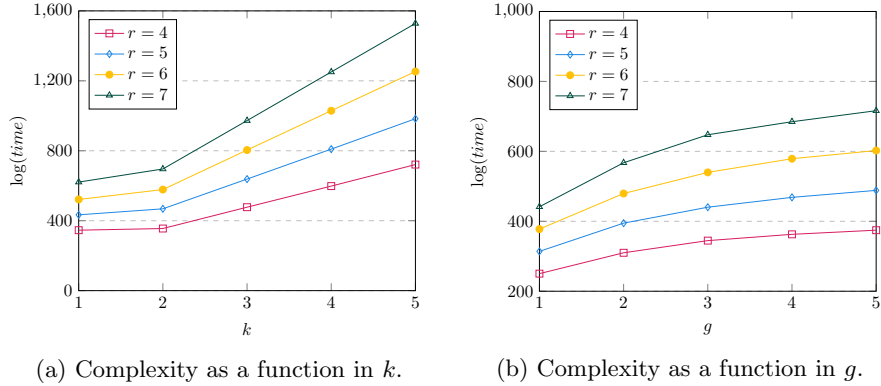 1,600
1,200
800
400
0
log(time)
r = 4
r = 5
r = 6
r = 7
1 2 3 4 5
k
(a) Complexity as a function in k.
1,000
800
600
400
200
log(time)
r = 4
r = 5
r = 6
r = 7
1 2 3 4 5
g
(b) Complexity as a function in g.